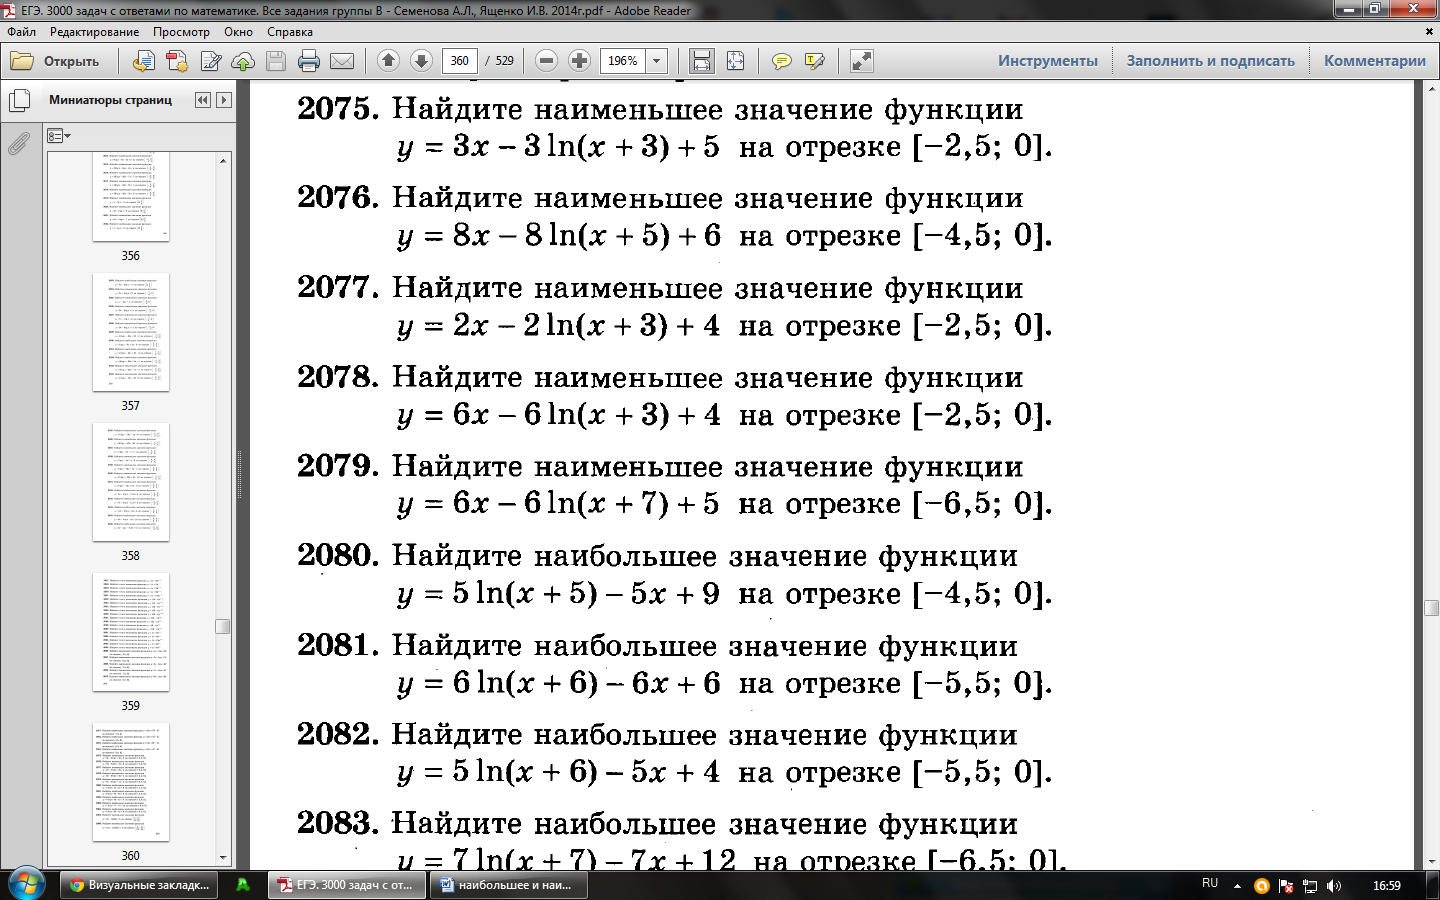 ЕГЭ. 3000 задач с ответами по математике. Все задания группы В - Семенова А.Л., Ященко И.В. 2014г.pdf - Adobe Reader
Файл Редактирование Просмотр Окно Справка
Открыть 360 / 529 196% Инструменты Заполнить и подписать Комментарии
Миниатюры страниц
356
357
358
359
360
2075. Найдите наименьшее значение функции
y = 3x – 3 ln(x + 3) + 5 на отрезке [–2,5; 0].
2076. Найдите наименьшее значение функции
y = 8x – 8 ln(x + 5) + 6 на отрезке [–4,5; 0].
2077. Найдите наименьшее значение функции
y = 2x – 2 ln(x + 3) + 4 на отрезке [–2,5; 0].
2078. Найдите наименьшее значение функции
y = 6x – 6 ln(x + 3) + 4 на отрезке [–2,5; 0].
2079. Найдите наименьшее значение функции
y = 6x – 6 ln(x + 7) + 5 на отрезке [–6,5; 0].
2080. Найдите наибольшее значение функции
y = 5 ln(x + 5) – 5x + 9 на отрезке [–4,5; 0].
2081. Найдите наибольшее значение функции
y = 6 ln(x + 6) – 6x + 6 на отрезке [–5,5; 0].
2082. Найдите наибольшее значение функции
y = 5 ln(x + 6) – 5x + 4 на отрезке [–5,5; 0].
2083. Найдите наибольшее значение функции
y = 7 ln(x + 7) – 7x + 12 на отрезке [–6,5; 0].
Визуальные закладк... ЕГЭ. 3000 задач с от... наибольшее и наи... RU 16:59